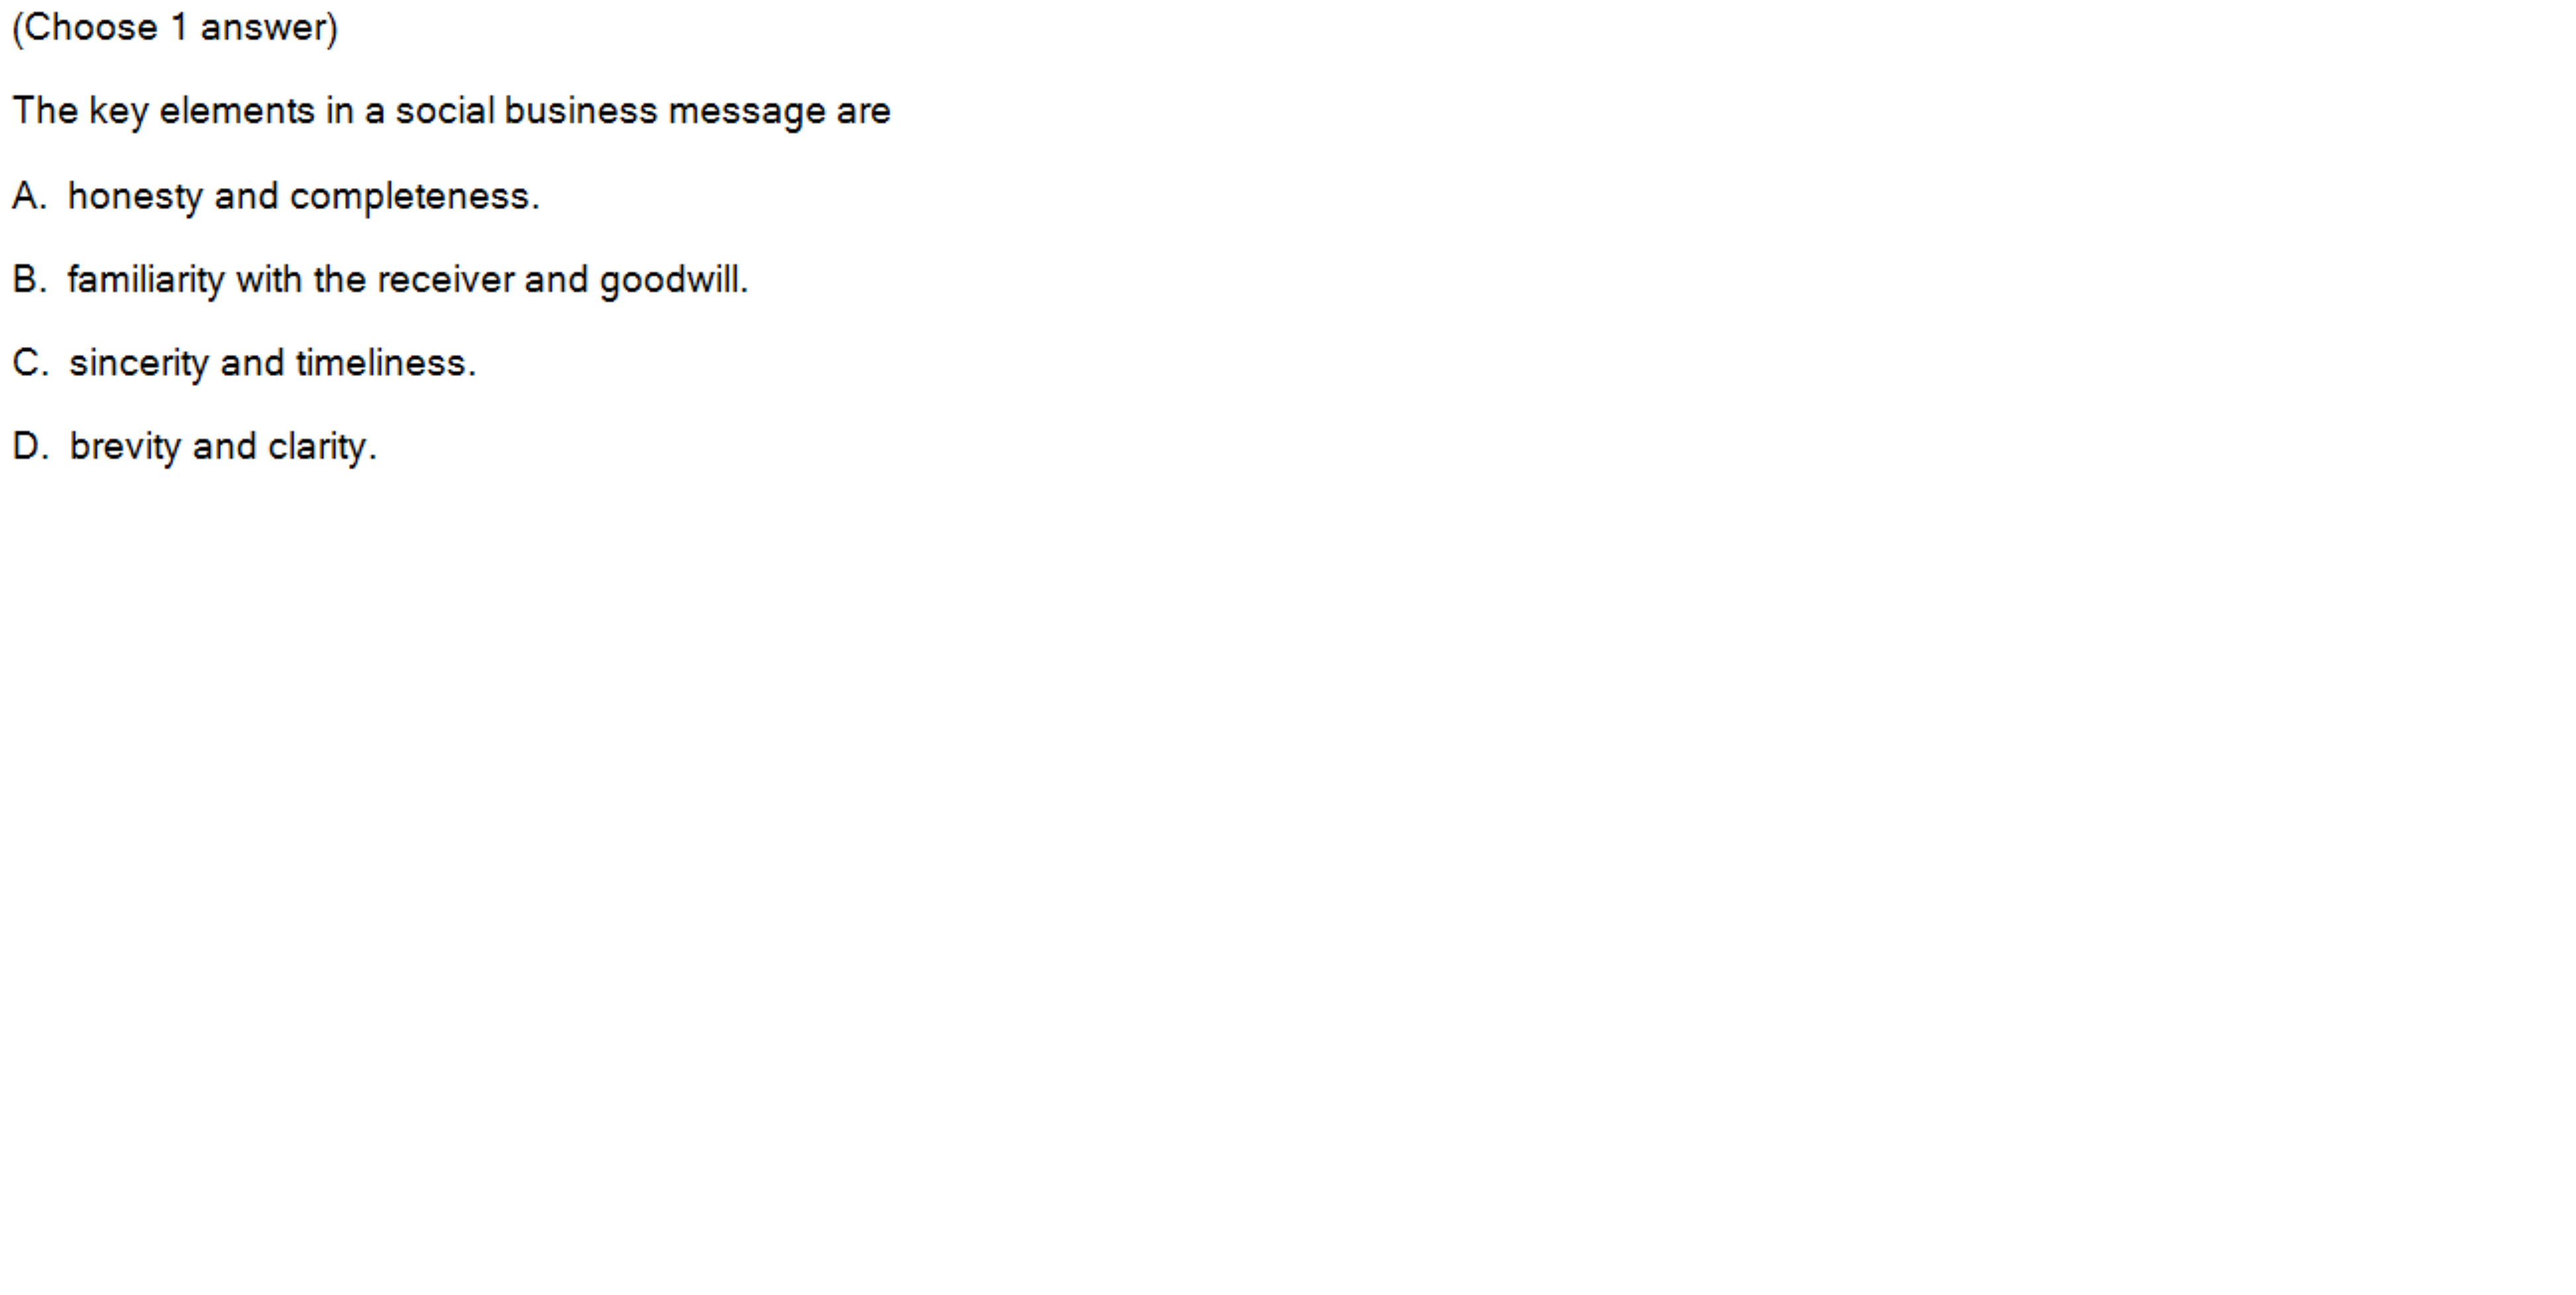 (Choose 1 answer)
The key elements in a social business message are
A. honesty and completeness.
B. familiarity with the receiver and goodwill.
C. sincerity and timeliness.
D. brevity and clarity.